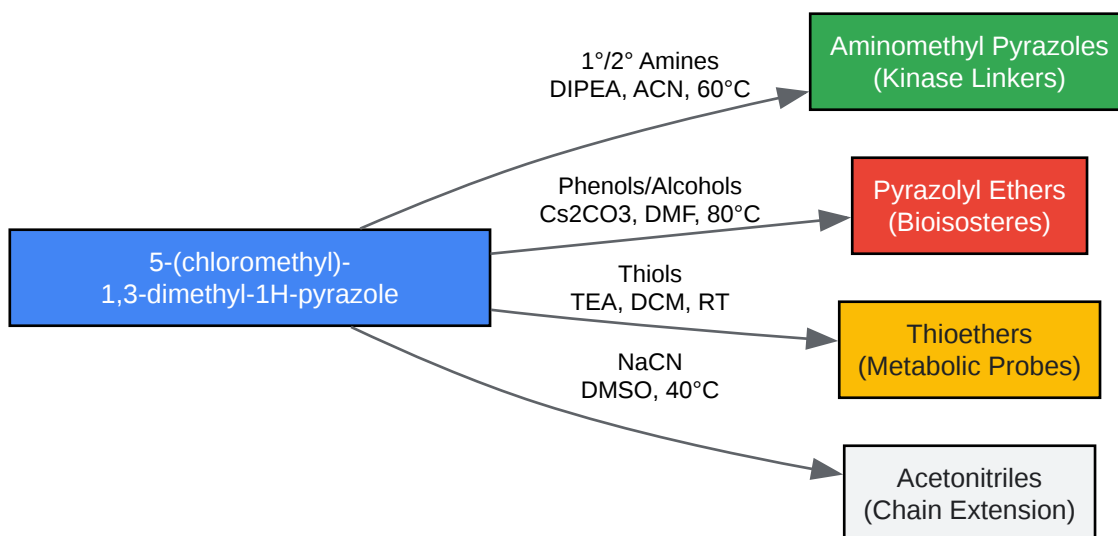 1°/2° Amines
DIPEA, ACN, 60°C
Aminomethyl Pyrazoles
(Kinase Linkers)
Phenols/Alcohols
Cs2CO3, DMF, 80°C
Pyrazolyl Ethers
(Bioisosteres)
5-(chloromethyl)-
1,3-dimethyl-1H-pyrazole
Thiols
TEA, DCM, RT
Thioethers
(Metabolic Probes)
NaCN
DMSO, 40°C
Acetonitriles
(Chain Extension)